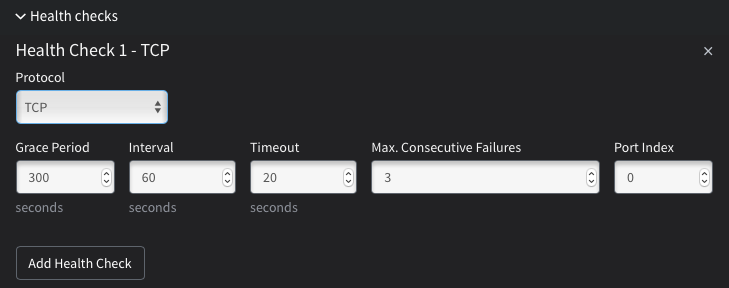 Health checks
Health Check 1 - TCP
×
Protocol
TCP
Grace Period Interval Timeout Max. Consecutive Failures Port Index
300 60 20 3 0
seconds seconds seconds
Add Health Check